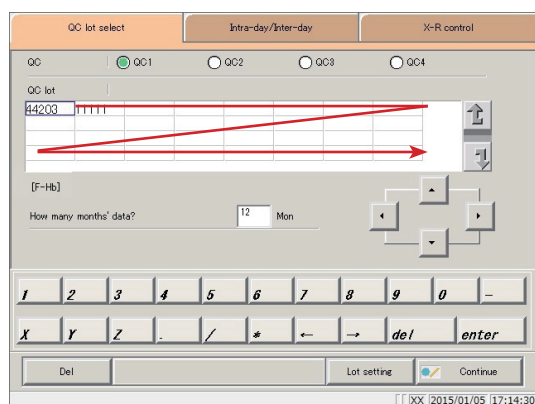 QC lot select Intra-day/Inter-day X-R control
QC QC1 QC2 QC3 QC4
QC lot
44203 11111
[F-Hb]
How many months' data? 12 Mon
1 2 3 4 5 6 7 8 9 0 -
X Y Z . / * ← → del enter
Del Lot setting Continue
XX 2015/01/05 17:14:30